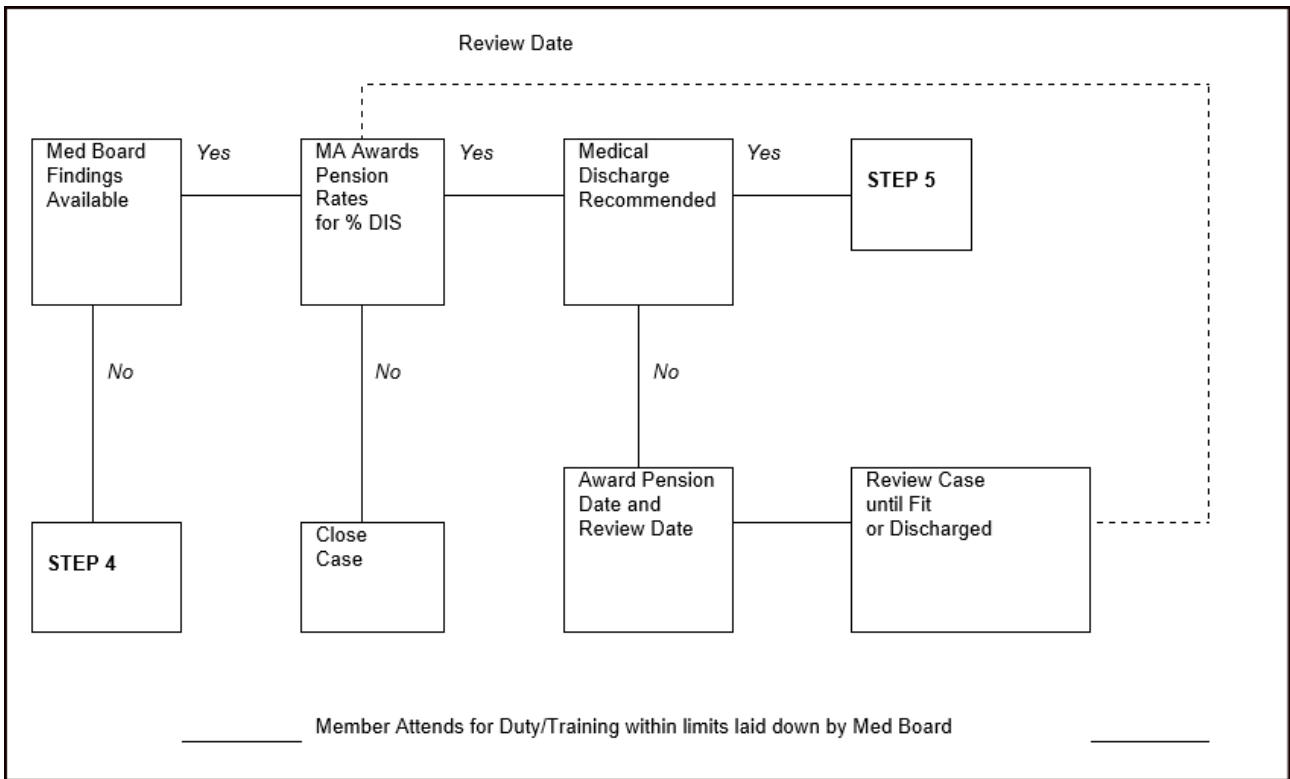 Review Date
Med Board
Findings
Available
Yes
MA Awards
Pension
Rates
for % DIS
Yes
Medical
Discharge
Recommended
Yes
STEP 5
No
No
No
STEP 4
Close
Case
Award Pension
Date and
Review Date
Review Case
until Fit
or Discharged
Member Attends for Duty/Training within limits laid down by Med Board